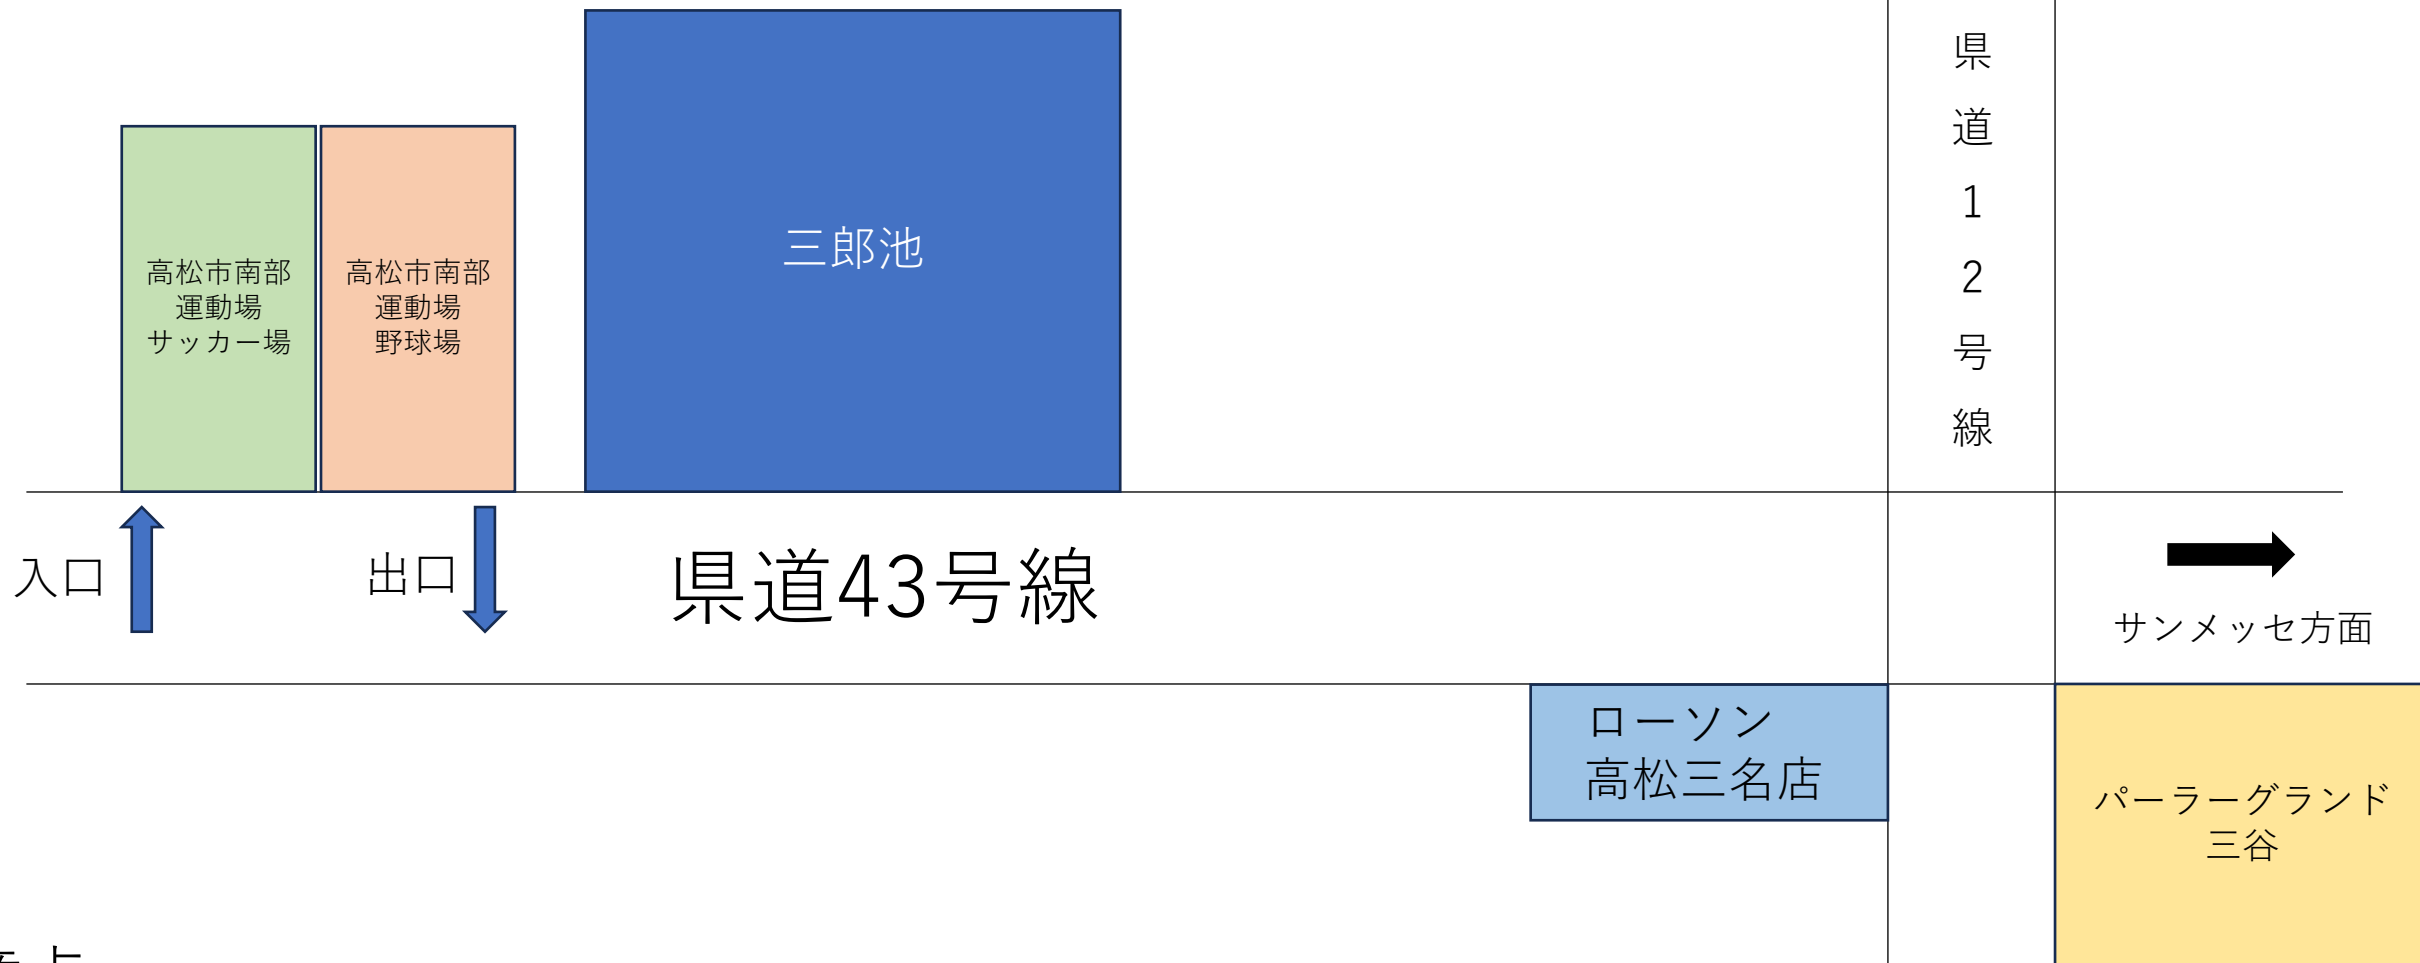 県道12号線
高松市南部
運動場
サッカー場
高松市南部
運動場
野球場
三郎池
入口
出口
県道43号線
サンメッセ方面
ローソン
高松三名店
パーラーグランド
三谷